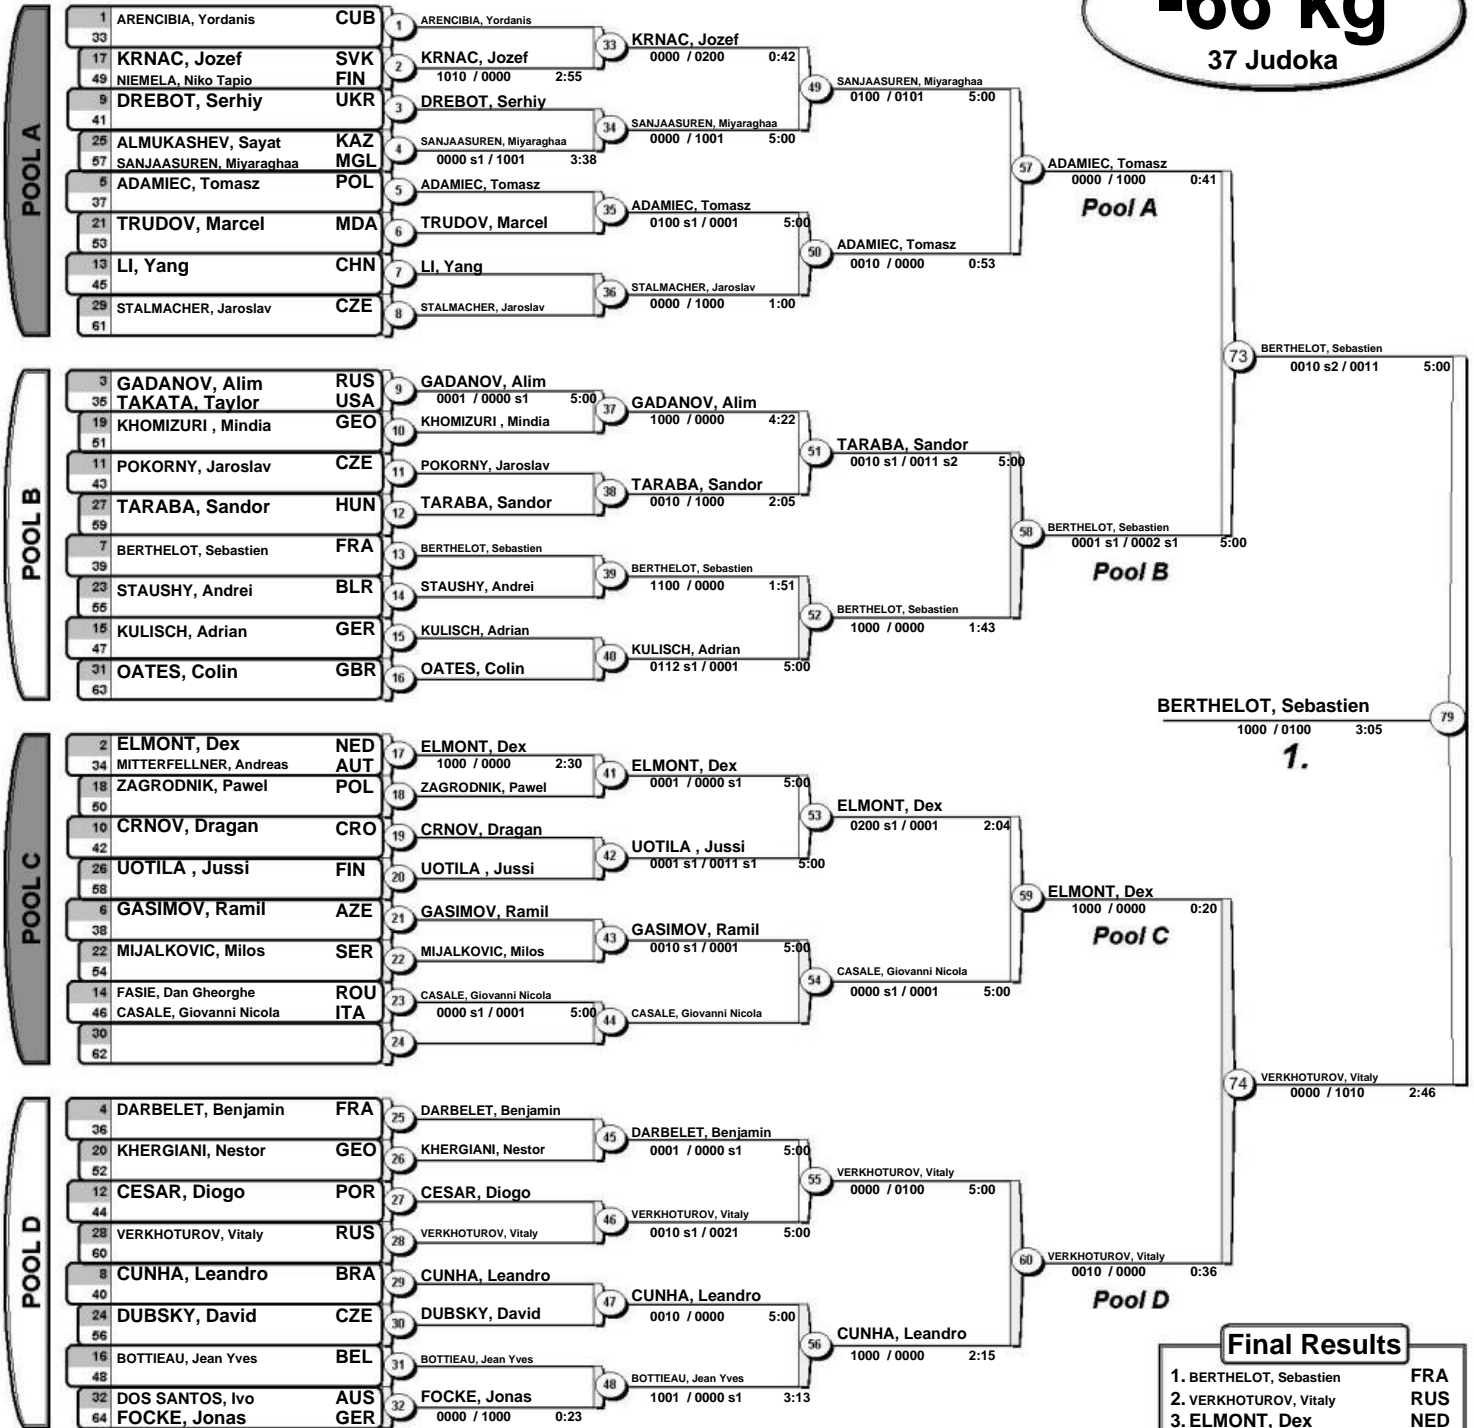 -66 kg
37 Judoka
POOL A
1 ARENCIBIA, Yordanis CUB
33
17 KRNAC, Jozef SVK
49 NIEMELA, Niko Tapio FIN
9 DREBOT, Serhiy UKR
41
25 ALMUKASHEV, Sayat KAZ
57 SANJAASUREN, Miyaraghaa MGL
5 ADAMIEC, Tomasz POL
37
21 TRUDOV, Marcel MDA
53
13 LI, Yang CHN
45
29 STALMACHER, Jaroslav CZE
61
1 ARENCIBIA, Yordanis
2 KRNAC, Jozef
1010 / 0000 2:55
3 DREBOT, Serhiy
4 SANJAASUREN, Miyaraghaa
0000 s1 / 1001 3:38
5 ADAMIEC, Tomasz
6 TRUDOV, Marcel
7 LI, Yang
8 STALMACHER, Jaroslav
33 KRNAC, Jozef
0000 / 0200 0:42
34 SANJAASUREN, Miyaraghaa
0000 / 1001 5:00
35 ADAMIEC, Tomasz
0100 s1 / 0001 5:00
36 STALMACHER, Jaroslav
0000 / 1000 1:00
49 SANJAASUREN, Miyaraghaa
0100 / 0101 5:00
50 ADAMIEC, Tomasz
0010 / 0000 0:53
57 ADAMIEC, Tomasz
0000 / 1000 0:41
Pool A
POOL B
3 GADANOV, Alim RUS
35 TAKATA, Taylor USA
19 KHOMIZURI , Mindia GEO
51
11 POKORNY, Jaroslav CZE
43
27 TARABA, Sandor HUN
59
7 BERTHELOT, Sebastien FRA
39
23 STAUSHY, Andrei BLR
55
15 KULISCH, Adrian GER
47
31 OATES, Colin GBR
63
9 GADANOV, Alim
0001 / 0000 s1 5:00
10 KHOMIZURI , Mindia
11 POKORNY, Jaroslav
12 TARABA, Sandor
13 BERTHELOT, Sebastien
14 STAUSHY, Andrei
15 KULISCH, Adrian
16 OATES, Colin
37 GADANOV, Alim
1000 / 0000 4:22
38 TARABA, Sandor
0010 / 1000 2:05
39 BERTHELOT, Sebastien
1100 / 0000 1:51
40 KULISCH, Adrian
0112 s1 / 0001 5:00
51 TARABA, Sandor
0010 s1 / 0011 s2 5:00
52 BERTHELOT, Sebastien
1000 / 0000 1:43
58 BERTHELOT, Sebastien
0001 s1 / 0002 s1 5:00
Pool B
73 BERTHELOT, Sebastien
0010 s2 / 0011 5:00
BERTHELOT, Sebastien 79
1000 / 0100 3:05
1.
POOL C
2 ELMONT, Dex NED
34 MITTERFELLNER, Andreas AUT
18 ZAGRODNIK, Pawel POL
50
10 CRNOV, Dragan CRO
42
26 UOTILA , Jussi FIN
58
6 GASIMOV, Ramil AZE
38
22 MIJALKOVIC, Milos SER
54
14 FASIE, Dan Gheorghe ROU
46 CASALE, Giovanni Nicola ITA
30
62
17 ELMONT, Dex
1000 / 0000 2:30
18 ZAGRODNIK, Pawel
19 CRNOV, Dragan
20 UOTILA , Jussi
21 GASIMOV, Ramil
22 MIJALKOVIC, Milos
23 CASALE, Giovanni Nicola
0000 s1 / 0001 5:00
24
41 ELMONT, Dex
0001 / 0000 s1 5:00
42 UOTILA , Jussi
0001 s1 / 0011 s1 5:00
43 GASIMOV, Ramil
0010 s1 / 0001 5:00
44 CASALE, Giovanni Nicola
53 ELMONT, Dex
0200 s1 / 0001 2:04
54 CASALE, Giovanni Nicola
0000 s1 / 0001 5:00
59 ELMONT, Dex
1000 / 0000 0:20
Pool C
POOL D
4 DARBELET, Benjamin FRA
36
20 KHERGIANI, Nestor GEO
52
12 CESAR, Diogo POR
44
28 VERKHOTUROV, Vitaly RUS
60
8 CUNHA, Leandro BRA
40
24 DUBSKY, David CZE
56
16 BOTTIEAU, Jean Yves BEL
48
32 DOS SANTOS, Ivo AUS
64 FOCKE, Jonas GER
25 DARBELET, Benjamin
26 KHERGIANI, Nestor
27 CESAR, Diogo
28 VERKHOTUROV, Vitaly
29 CUNHA, Leandro
30 DUBSKY, David
31 BOTTIEAU, Jean Yves
32 FOCKE, Jonas
0000 / 1000 0:23
45 DARBELET, Benjamin
0001 / 0000 s1 5:00
46 VERKHOTUROV, Vitaly
0010 s1 / 0021 5:00
47 CUNHA, Leandro
0010 / 0000 5:00
48 BOTTIEAU, Jean Yves
1001 / 0000 s1 3:13
55 VERKHOTUROV, Vitaly
0000 / 0100 5:00
56 CUNHA, Leandro
1000 / 0000 2:15
60 VERKHOTUROV, Vitaly
0010 / 0000 0:36
Pool D
74 VERKHOTUROV, Vitaly
0000 / 1010 2:46
Final Results
1. BERTHELOT, Sebastien FRA
2. VERKHOTUROV, Vitaly RUS
3. ELMONT, Dex NED